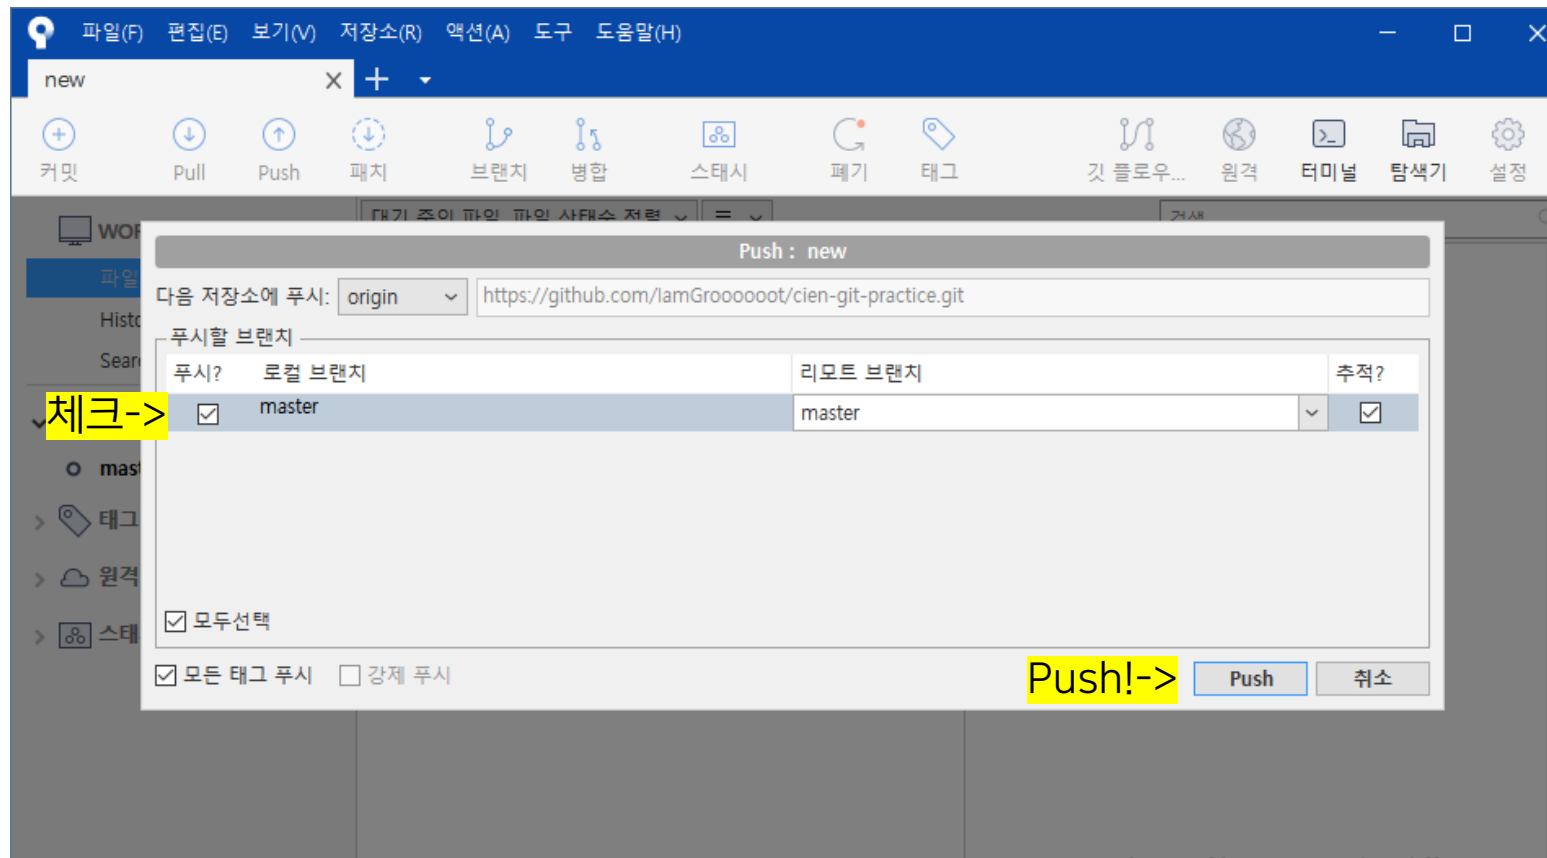 파일(F) 편집(E) 보기(V) 저장소(R) 액션(A) 도구 도움말(H)
new
커밋 Pull Push 패치 브랜치 병합 스태시 폐기 태그 깃 플로우... 원격 터미널 탐색기 설정
Push : new
다음 저장소에 푸시: origin https://github.com/IamGroooooot/cien-git-practice.git
푸시할 브랜치
푸시? 로컬 브랜치 리모트 브랜치 추적?
체크-> master master
태그
원격
모두선택
모든 태그 푸시 강제 푸시 Push!-> Push 취소